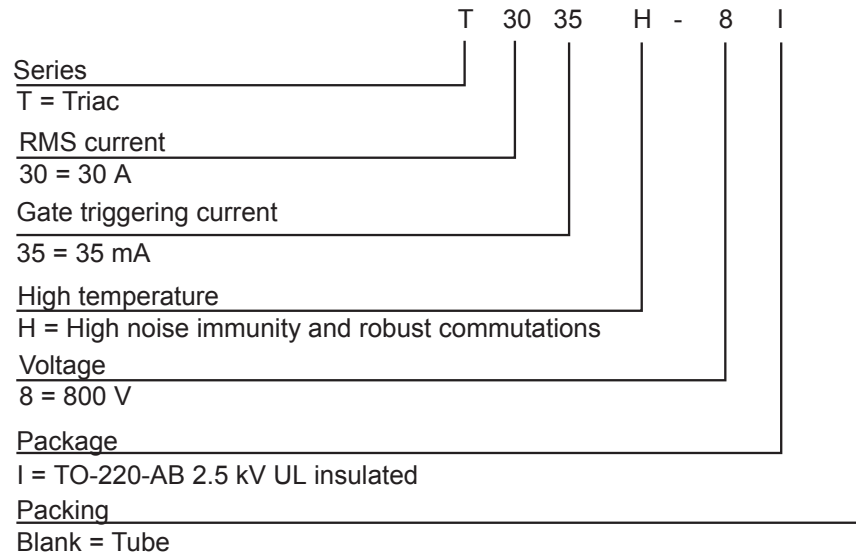 T 30 35 H - 8 I
Series
T = Triac
RMS current
30 = 30 A
Gate triggering current
35 = 35 mA
High temperature
H = High noise immunity and robust commutations
Voltage
8 = 800 V
Package
I = TO-220-AB 2.5 kV UL insulated
Packing
Blank = Tube